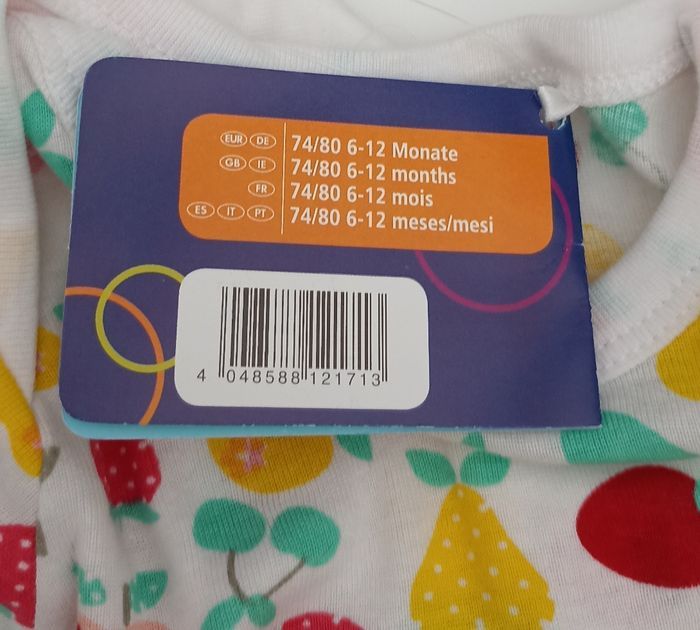 EUR DE 74/80 6-12 Monate
GB IE 74/80 6-12 months
FR 74/80 6-12 mois
ES IT PT 74/80 6-12 meses/mesi
4 048588 121713